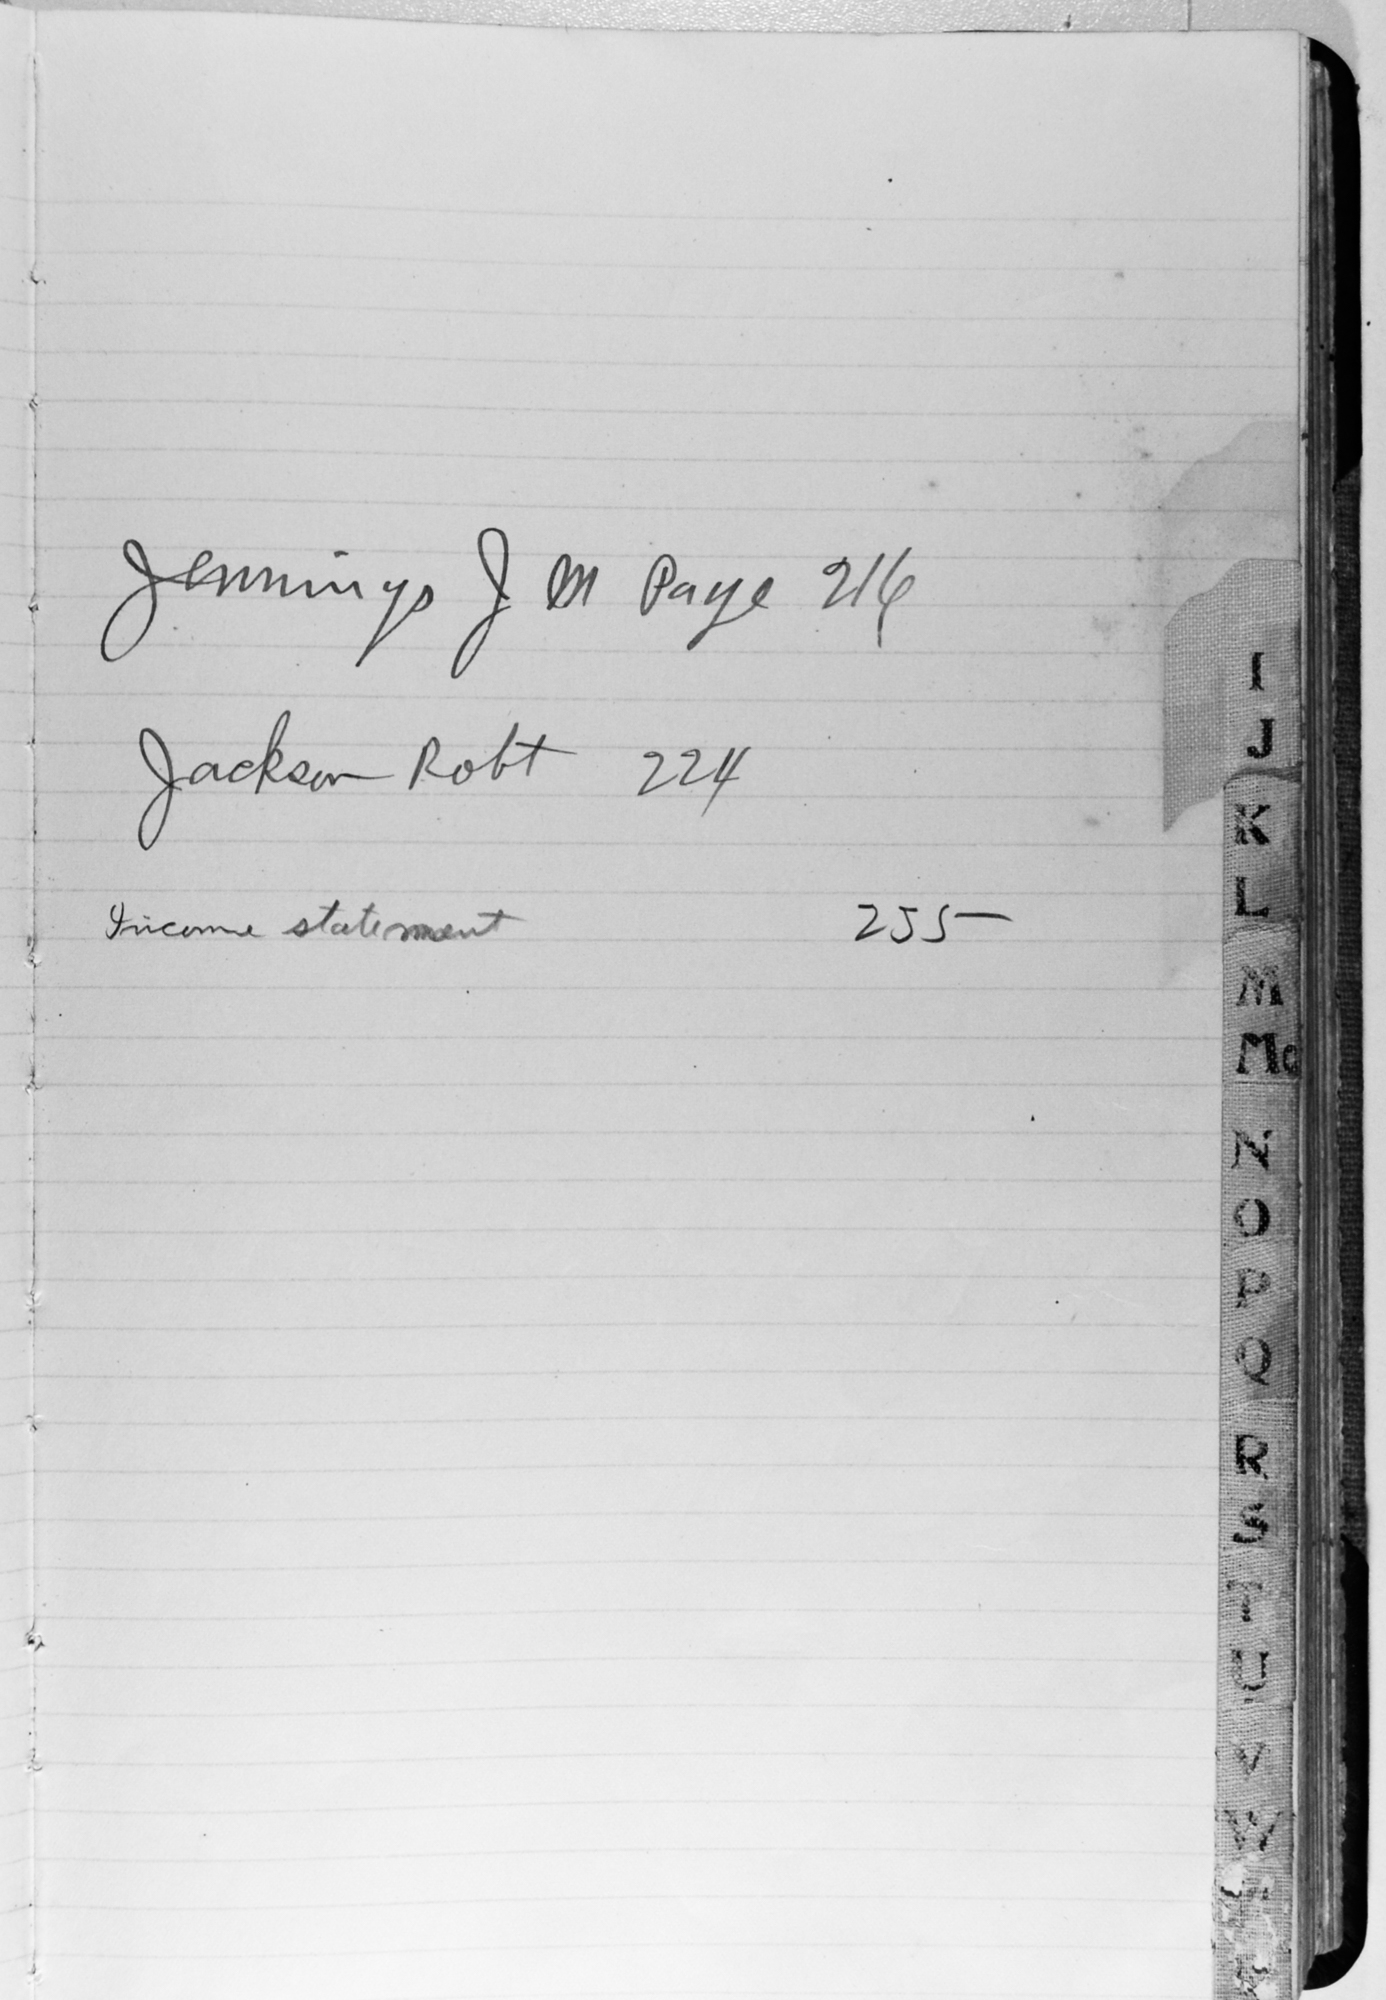 Jennings J M Page 216
Jackson Robt 224
Income statement 255
I
J
K
L
M
Mc
N
O
P
Q
R
S
T
U
V
W